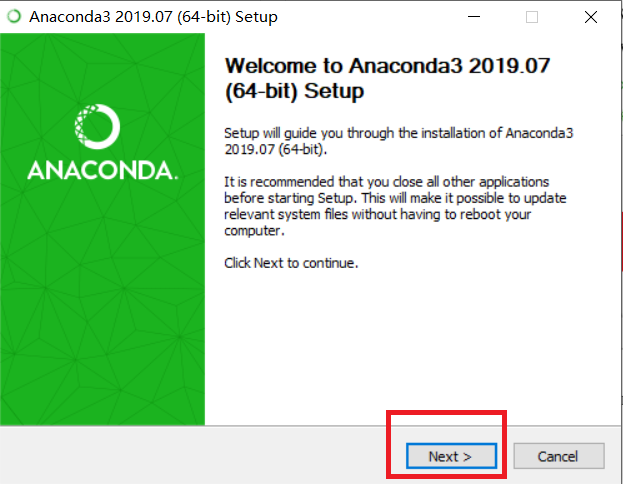 Anaconda3 2019.07 (64-bit) Setup
ANACONDA.
Welcome to Anaconda3 2019.07
(64-bit) Setup
Setup will guide you through the installation of Anaconda3
2019.07 (64-bit).
It is recommended that you close all other applications
before starting Setup. This will make it possible to update
relevant system files without having to reboot your
computer.
Click Next to continue.
Next >
Cancel